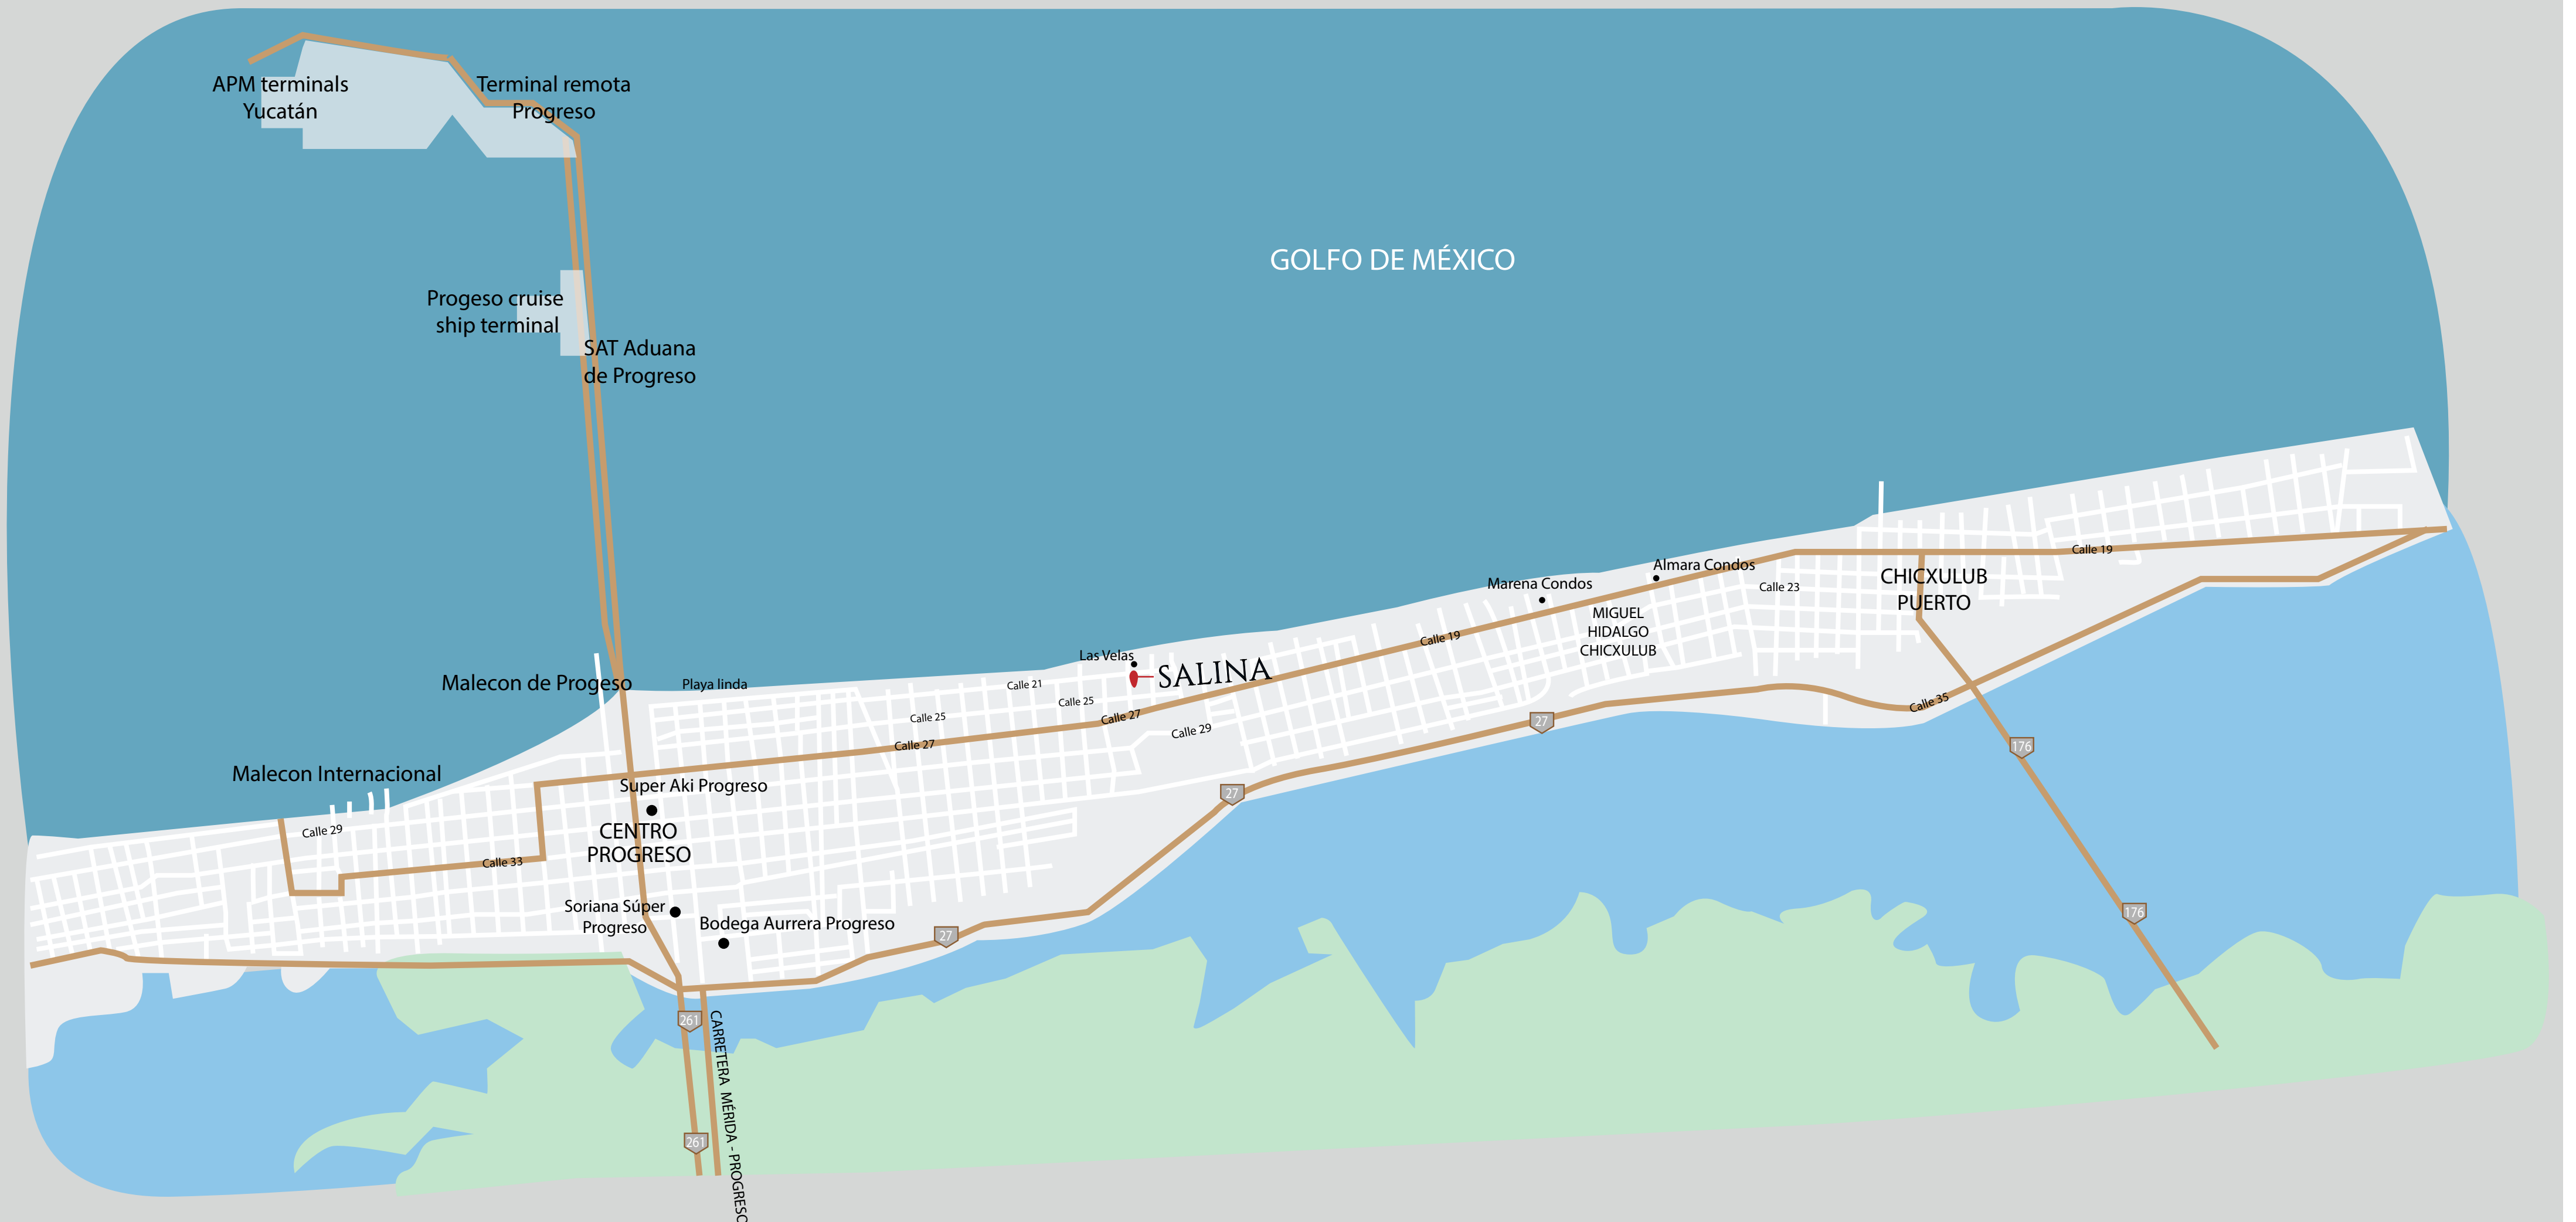 APM terminals
Yucatán
Terminal remota
Progreso
GOLFO DE MÉXICO
Progeso cruise
ship terminal
SAT Aduana
de Progreso
Calle 19
Almara Condos
CHICXULUB
PUERTO
Calle 23
Marena Condos
MIGUEL
HIDALGO
CHICXULUB
Calle 19
Las Velas
SALINA
Malecon de Progeso
Playa linda
Calle 21
Calle 25
Calle 25
Calle 27
Calle 27
Calle 29
Calle 35
27
176
Malecon Internacional
Super Aki Progreso
27
Calle 29
CENTRO
PROGRESO
Calle 33
Soriana Súper
Progreso
Bodega Aurrera Progreso
27
176
261
CARRETERA MÉRIDA - PROGRESO
261